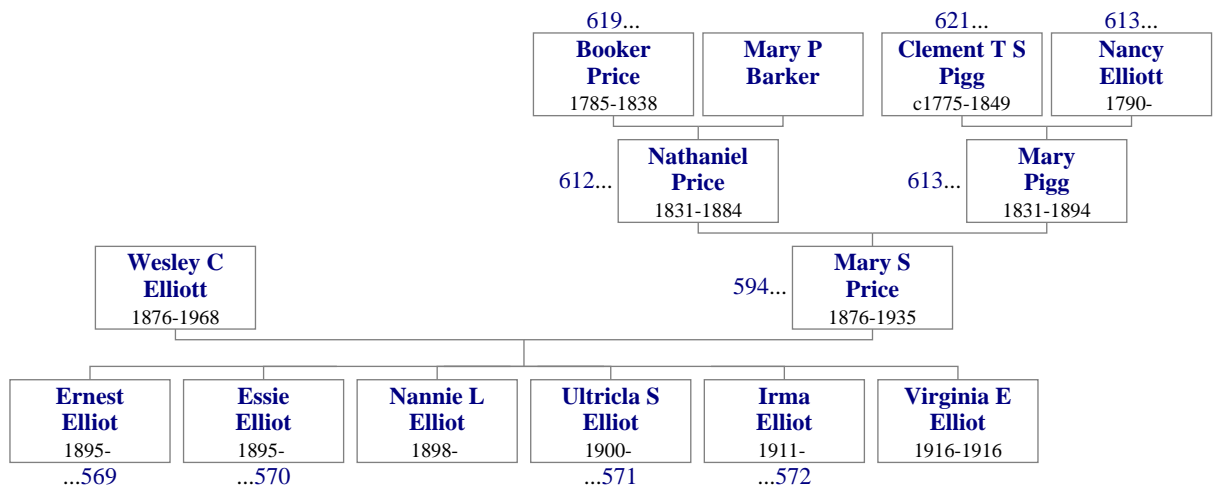 619...
621...
613...
Booker
Price
1785-1838
Mary P
Barker
Clement T S
Pigg
c1775-1849
Nancy
Elliott
1790-
612...
Nathaniel
Price
1831-1884
613...
Mary
Pigg
1831-1894
Wesley C
Elliott
1876-1968
594...
Mary S
Price
1876-1935
Ernest
Elliot
1895-
...569
Essie
Elliot
1895-
...570
Nannie L
Elliot
1898-
Ultricla S
Elliot
1900-
...571
Irma
Elliot
1911-
...572
Virginia E
Elliot
1916-1916